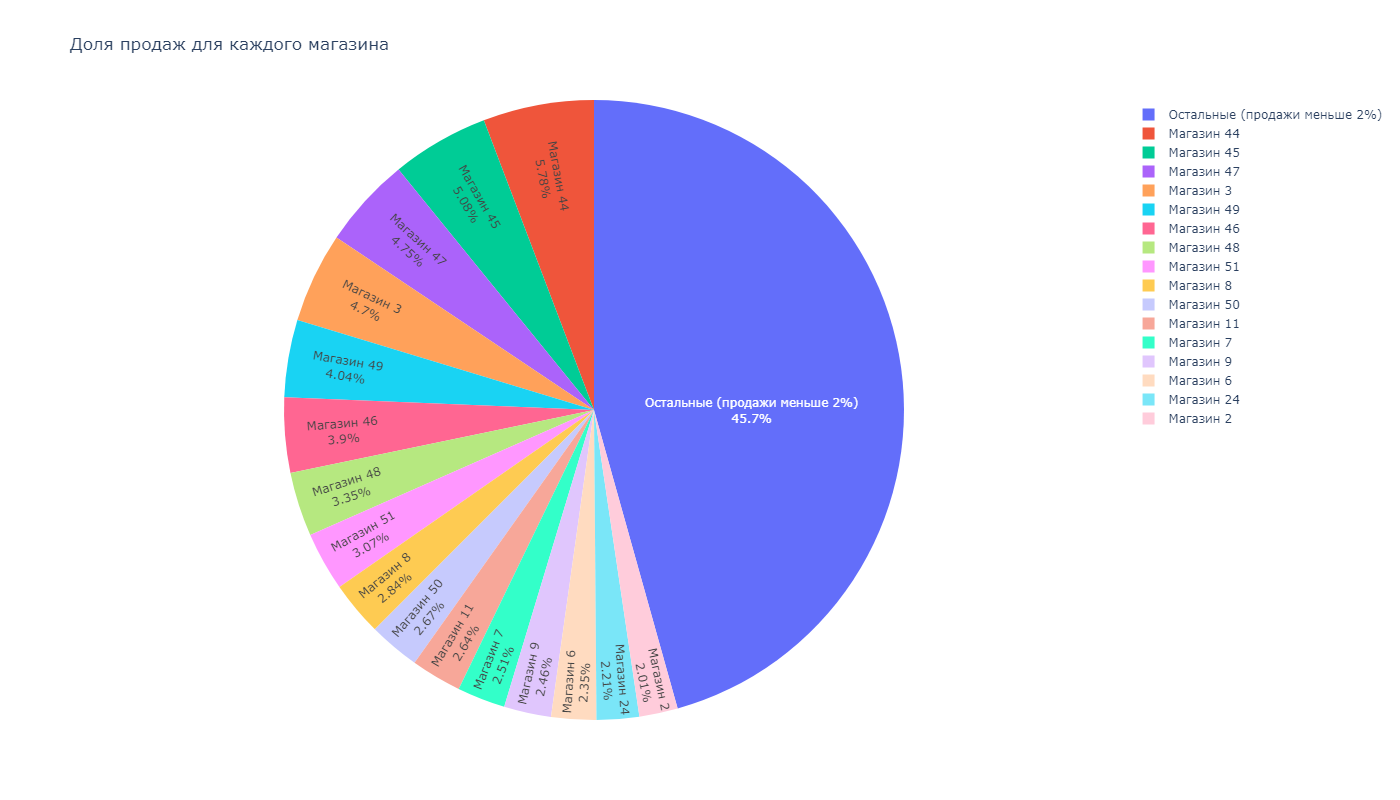 Доля продаж для каждого магазина
Магазин 44
5.78%
Магазин 45
5.08%
Магазин 47
4.75%
Магазин 3
4.7%
Магазин 49
4.04%
Магазин 46
3.9%
Магазин 48
3.35%
Магазин 51
3.07%
Магазин 8
2.84%
Магазин 50
2.67%
Магазин 11
2.64%
Магазин 7
2.51%
Магазин 9
2.46%
Магазин 6
2.35%
Магазин 24
2.21%
Магазин 2
2.01%
Остальные (продажи меньше 2%)
45.7%
Остальные (продажи меньше 2%)
Магазин 44
Магазин 45
Магазин 47
Магазин 3
Магазин 49
Магазин 46
Магазин 48
Магазин 51
Магазин 8
Магазин 50
Магазин 11
Магазин 7
Магазин 9
Магазин 6
Магазин 24
Магазин 2